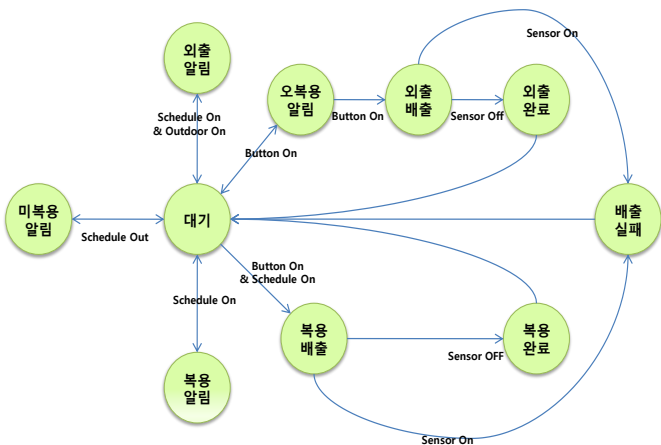 Sensor On
외출
알림
오복용
알림
외출
배출
외출
완료
Schedule On
& Outdoor On
Button On
Sensor Off
Button On
미복용
알림
대기
배출
실패
Schedule Out
Button On
& Schedule On
Schedule On
복용
배출
복용
완료
Sensor OFF
복용
알림
Sensor On